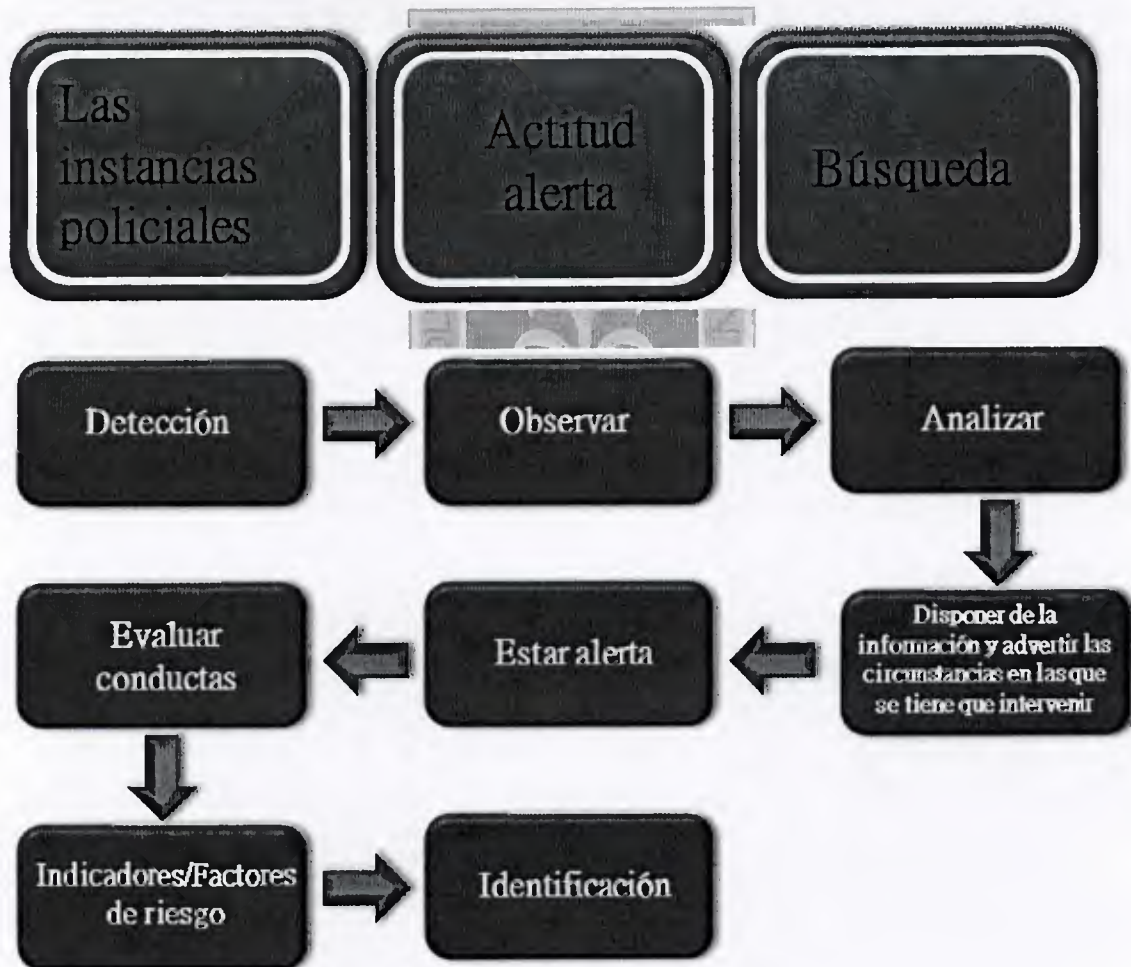 Las
instancias
policiales
Actitud
alerta
Búsqueda
Detección
Observar
Analizar
Disponer de la
información y advertir las
circunstancias en las que
se tiene que intervenir
Estar alerta
Evaluar
conductas
Indicadores/Factores
de riesgo
Identificación